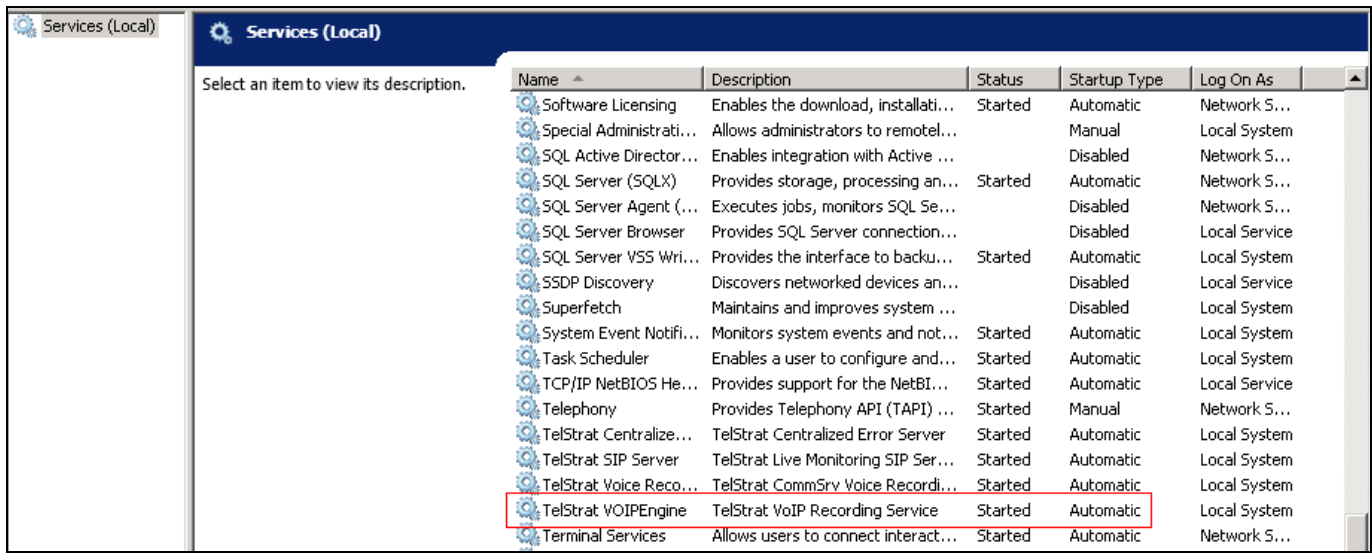 Services (Local)
Services (Local)
Select an item to view its description.
Name Description Status Startup Type Log On As
Software Licensing Enables the download, installati... Started Automatic Network S...
Special Administrati... Allows administrators to remotel... Manual Local System
SQL Active Director... Enables integration with Active ... Disabled Network S...
SQL Server (SQLX) Provides storage, processing an... Started Automatic Network S...
SQL Server Agent (... Executes jobs, monitors SQL Se... Disabled Network S...
SQL Server Browser Provides SQL Server connection... Disabled Local Service
SQL Server VSS Wri... Provides the interface to backu... Started Automatic Local System
SSDP Discovery Discovers networked devices an... Disabled Local Service
Superfetch Maintains and improves system ... Disabled Local System
System Event Notifi... Monitors system events and not... Started Automatic Local System
Task Scheduler Enables a user to configure and... Started Automatic Local System
TCP/IP NetBIOS He... Provides support for the NetBI... Started Automatic Local Service
Telephony Provides Telephony API (TAPI) ... Started Manual Network S...
TelStrat Centralize... TelStrat Centralized Error Server Started Automatic Local System
TelStrat SIP Server TelStrat Live Monitoring SIP Ser... Started Automatic Local System
TelStrat Voice Reco... TelStrat CommSrv Voice Recordi... Started Automatic Local System
TelStrat VOIPEngine TelStrat VoIP Recording Service Started Automatic Local System
Terminal Services Allows users to connect interact... Started Automatic Network S...